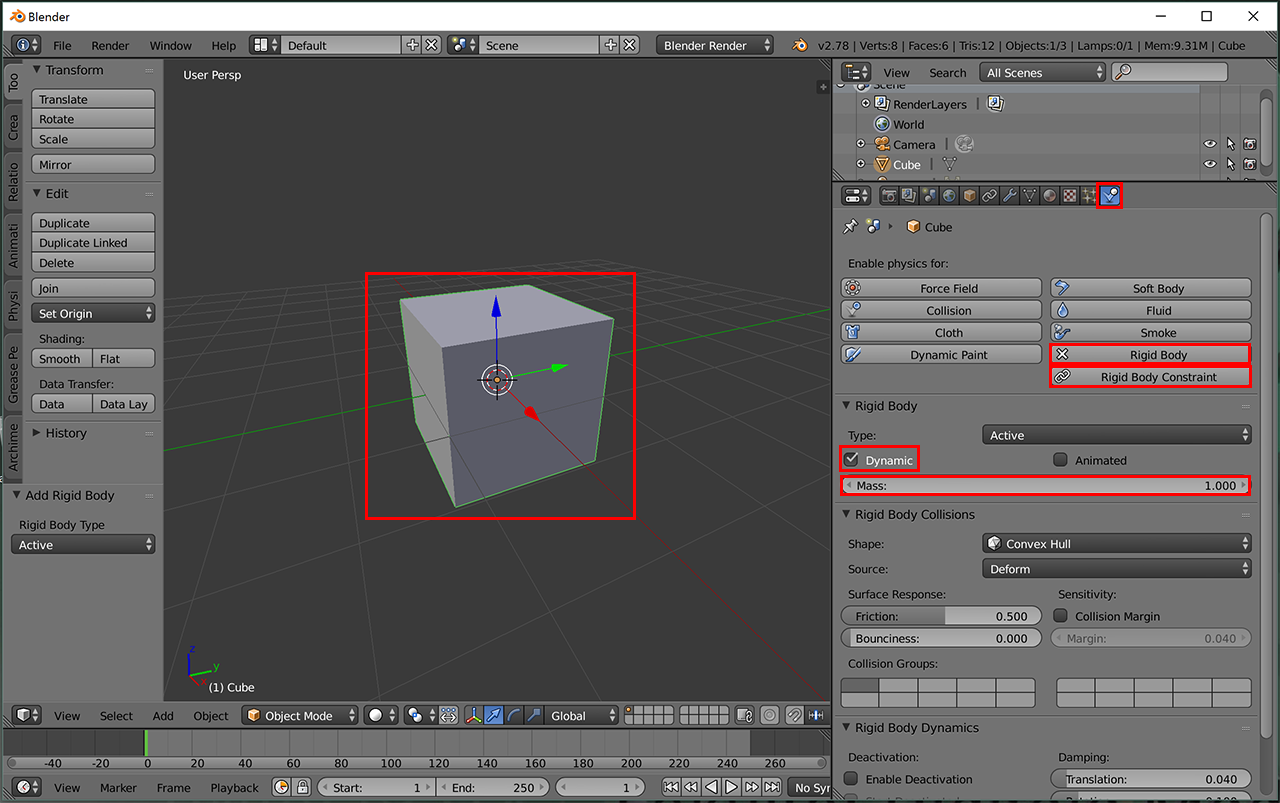 Blender
File Render Window Help Default Scene Blender Render v2.78 | Verts:8 | Faces:6 | Tris:12 | Objects:1/3 | Lamps:0/1 | Mem:9.31M | Cube
Too
Crea
Relatio
Animati
Physi
Grease Pe
Archime
Transform
Translate
Rotate
Scale
Mirror
Edit
Duplicate
Duplicate Linked
Delete
Join
Set Origin
Shading:
Smooth Flat
Data Transfer:
Data Data Lay
History
Add Rigid Body
Rigid Body Type
Active
User Persp
z
y
(1) Cube
View Select Add Object Object Mode Global
-40 -20 0 20 40 60 80 100 120 140 160 180 200 220 240 260
View Marker Frame Playback Start: 1 End: 250 1 No Syn
View Search All Scenes
Scene
RenderLayers
World
Camera
Cube
Cube
Enable physics for:
Force Field Soft Body
Collision Fluid
Cloth Smoke
Dynamic Paint Rigid Body
Rigid Body Constraint
Rigid Body
Type: Active
Dynamic Animated
Mass: 1.000
Rigid Body Collisions
Shape: Convex Hull
Source: Deform
Surface Response: Sensitivity:
Friction: 0.500 Collision Margin
Bounciness: 0.000 Margin: 0.040
Collision Groups:
Rigid Body Dynamics
Deactivation: Damping:
Enable Deactivation Translation: 0.040